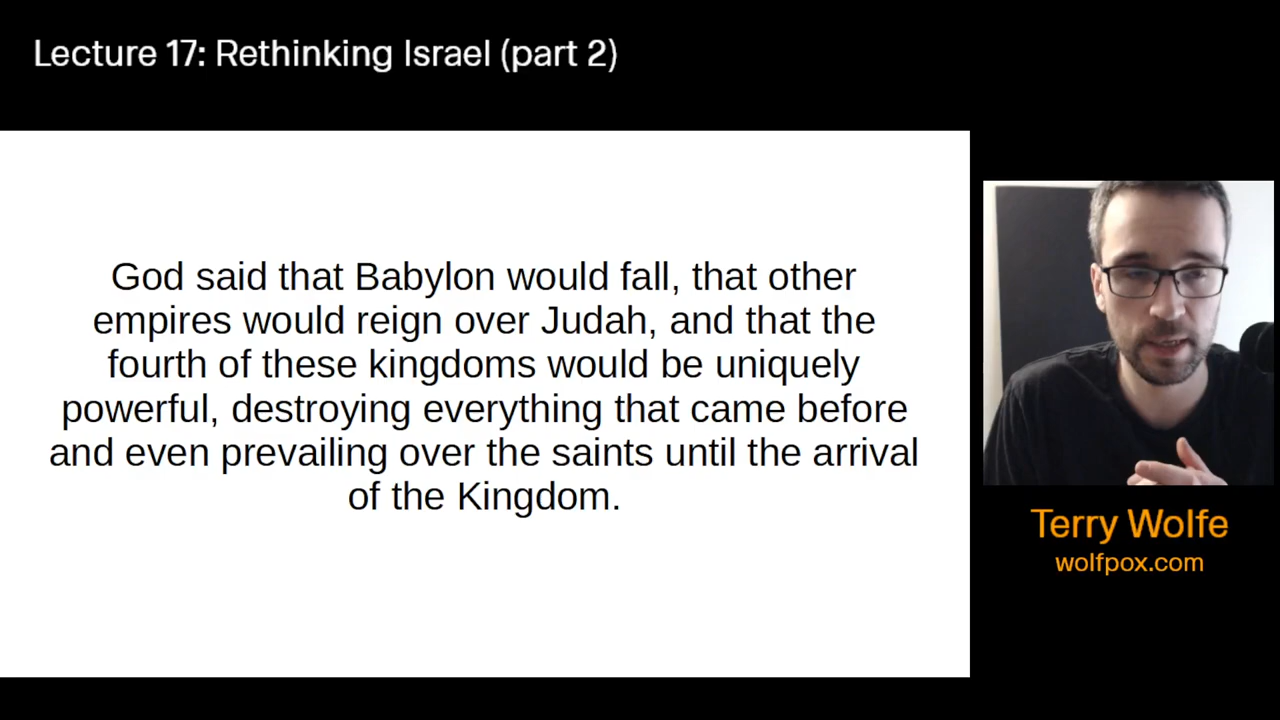 Lecture 17: Rethinking Israel (part 2)
God said that Babylon would fall, that other
empires would reign over Judah, and that the
fourth of these kingdoms would be uniquely
powerful, destroying everything that came before
and even prevailing over the saints until the arrival
of the Kingdom.
Terry Wolfe
wolfpox.com